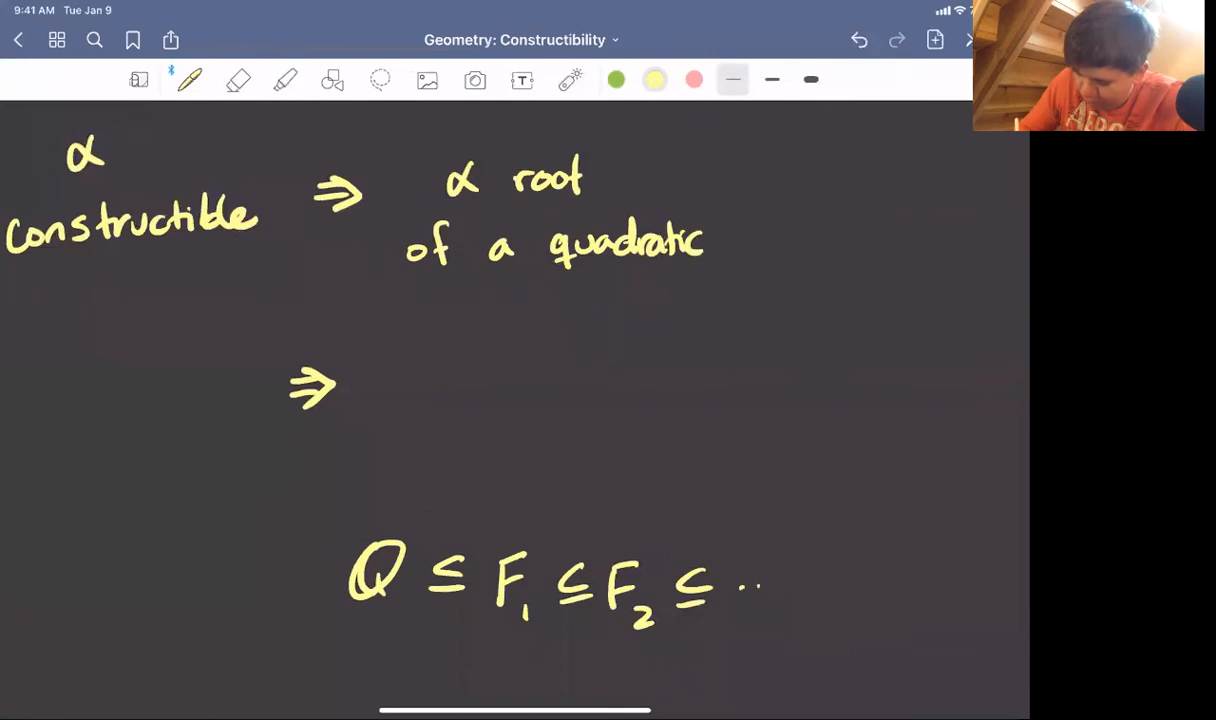 9:41 AM Tue Jan 9
Geometry: Constructibility
T
α
constructible
⇒
α root
of a quadratic
⇒
Q ⊆ F₁ ⊆ F₂ ⊆ ...